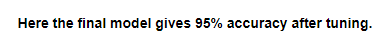 Here the final model gives 95% accuracy after tuning.